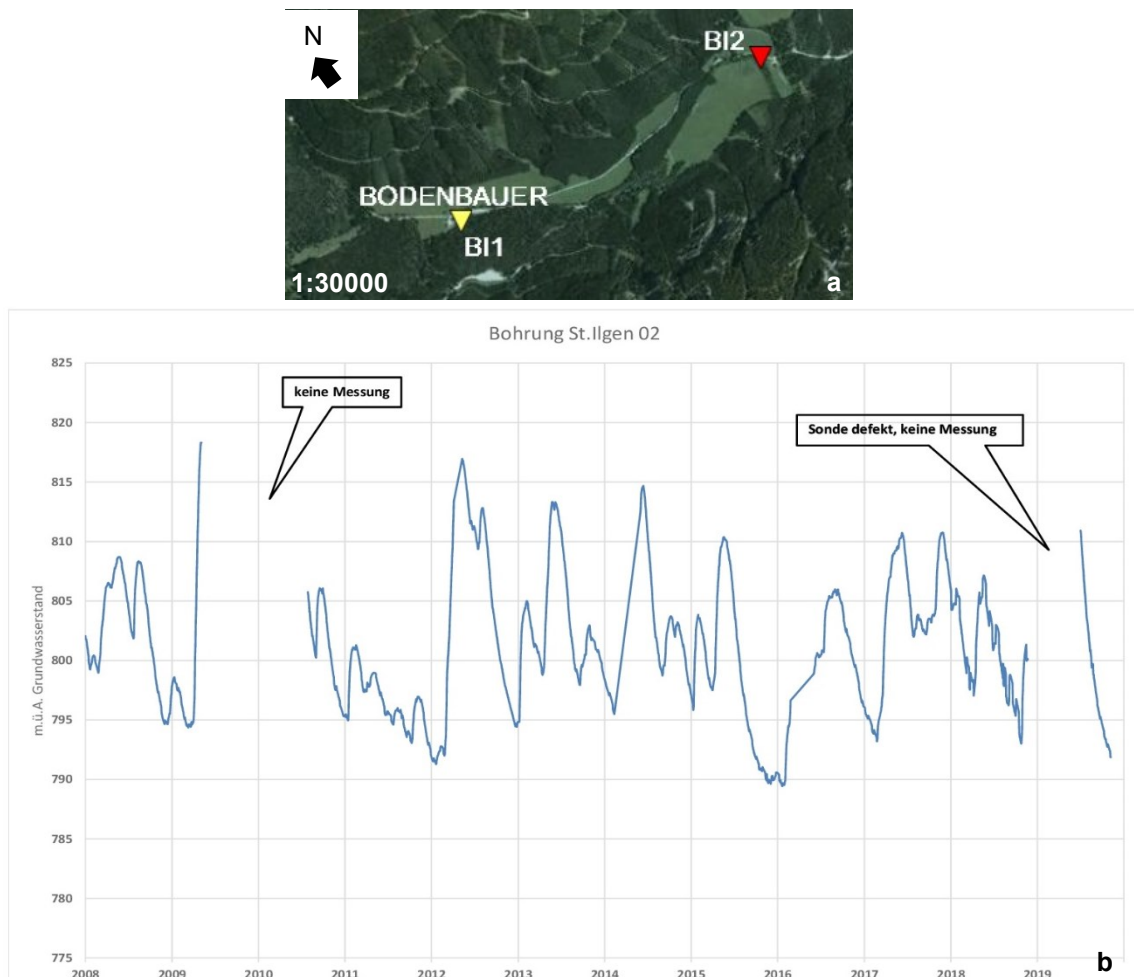 N
BI2
BODENBAUER
BI1
1:30000
a
Bohrung St.Ilgen 02
825
keine Messung
820
Sonde defekt, keine Messung
815
810
805
m.ü.A. Grundwasserstand
800
795
790
785
780
775
2008 2009 2010 2011 2012 2013 2014 2015 2016 2017 2018 2019
b